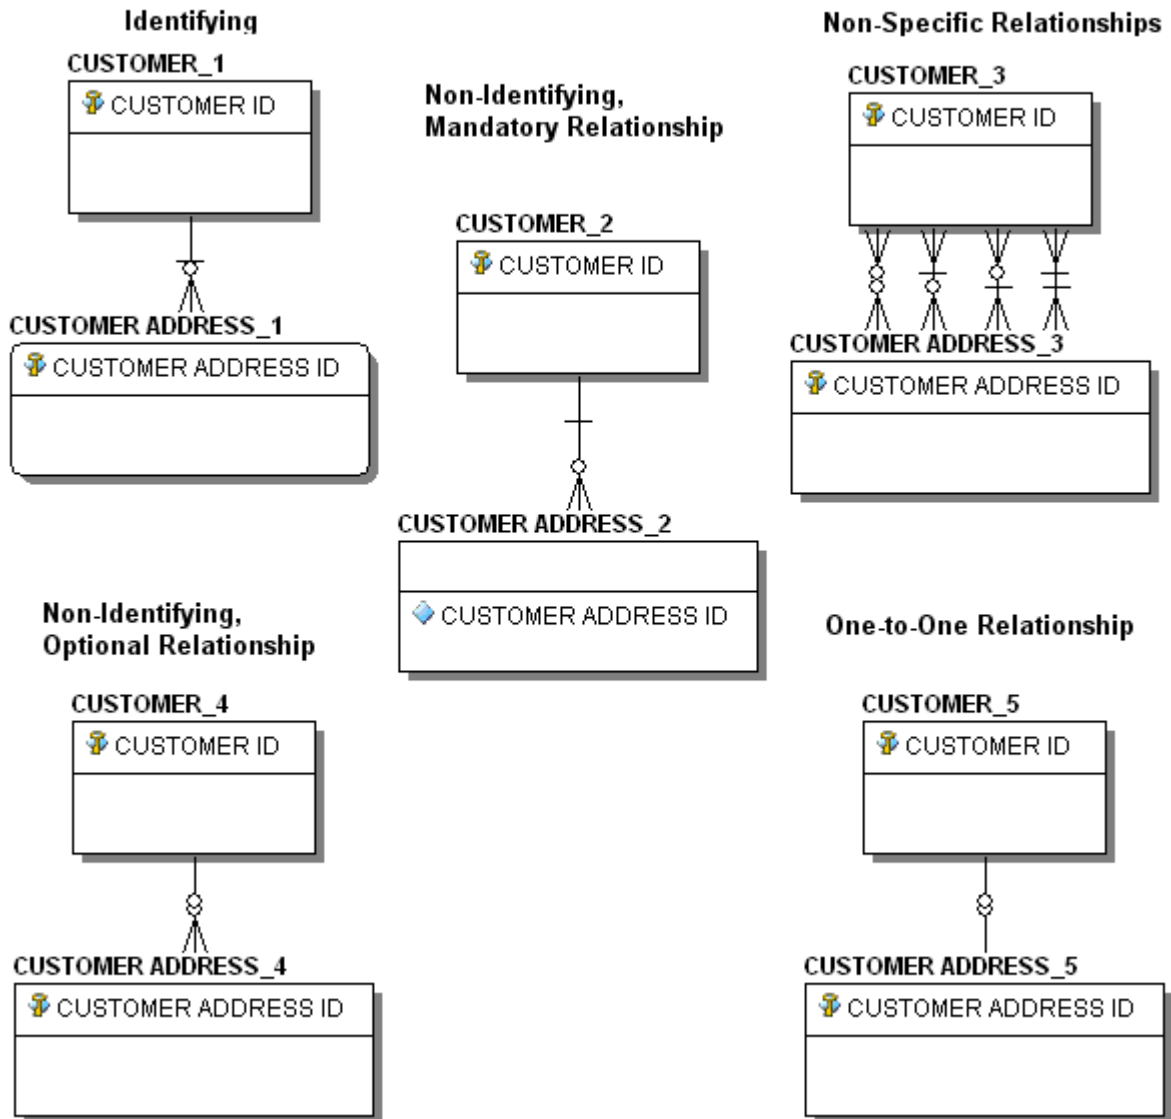 Identifying
CUSTOMER_1
CUSTOMER ID
CUSTOMER ADDRESS_1
CUSTOMER ADDRESS ID
Non-Identifying,
Mandatory Relationship
CUSTOMER_2
CUSTOMER ID
CUSTOMER ADDRESS_2
CUSTOMER ADDRESS ID
Non-Specific Relationships
CUSTOMER_3
CUSTOMER ID
CUSTOMER ADDRESS_3
CUSTOMER ADDRESS ID
Non-Identifying,
Optional Relationship
CUSTOMER_4
CUSTOMER ID
CUSTOMER ADDRESS_4
CUSTOMER ADDRESS ID
One-to-One Relationship
CUSTOMER_5
CUSTOMER ID
CUSTOMER ADDRESS_5
CUSTOMER ADDRESS ID